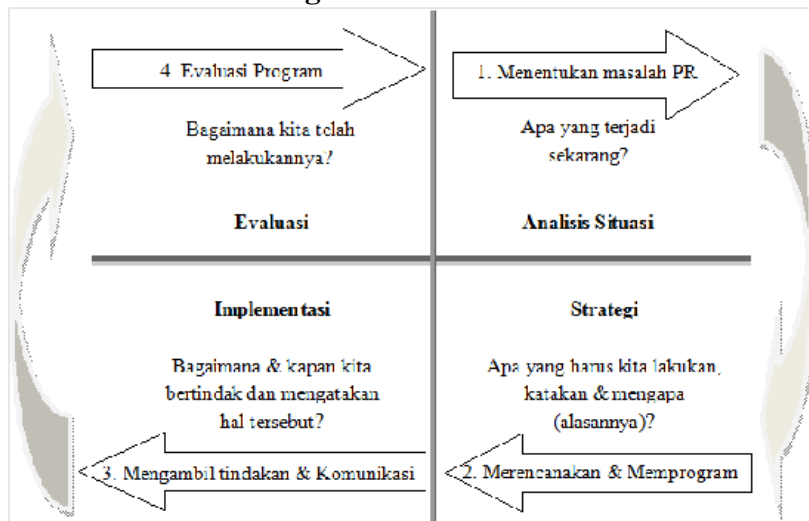 4. Evaluasi Program
1. Menentukan masalah PR
Bagaimana kita telah
melakukannya?
Apa yang terjadi
sekarang?
Evaluasi
Analisis Situasi
Implementasi
Strategi
Bagaimana & kapan kita
bertindak dan mengatakan
hal tersebut?
Apa yang harus kita lakukan,
katakan & mengapa
(alasannya)?
3. Mengambil tindakan & Komunikasi
2. Merencanakan & Memprogram